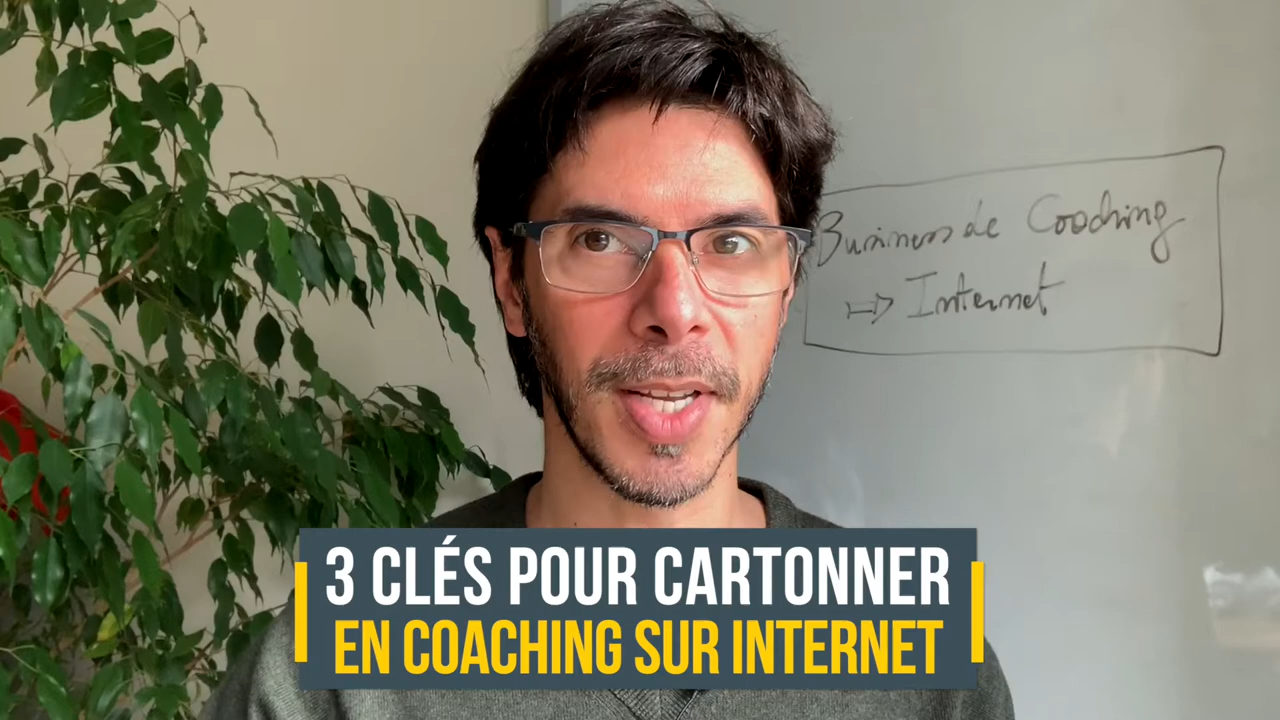 Business de Coaching
⇨ Internet
3 CLÉS POUR CARTONNER
EN COACHING SUR INTERNET